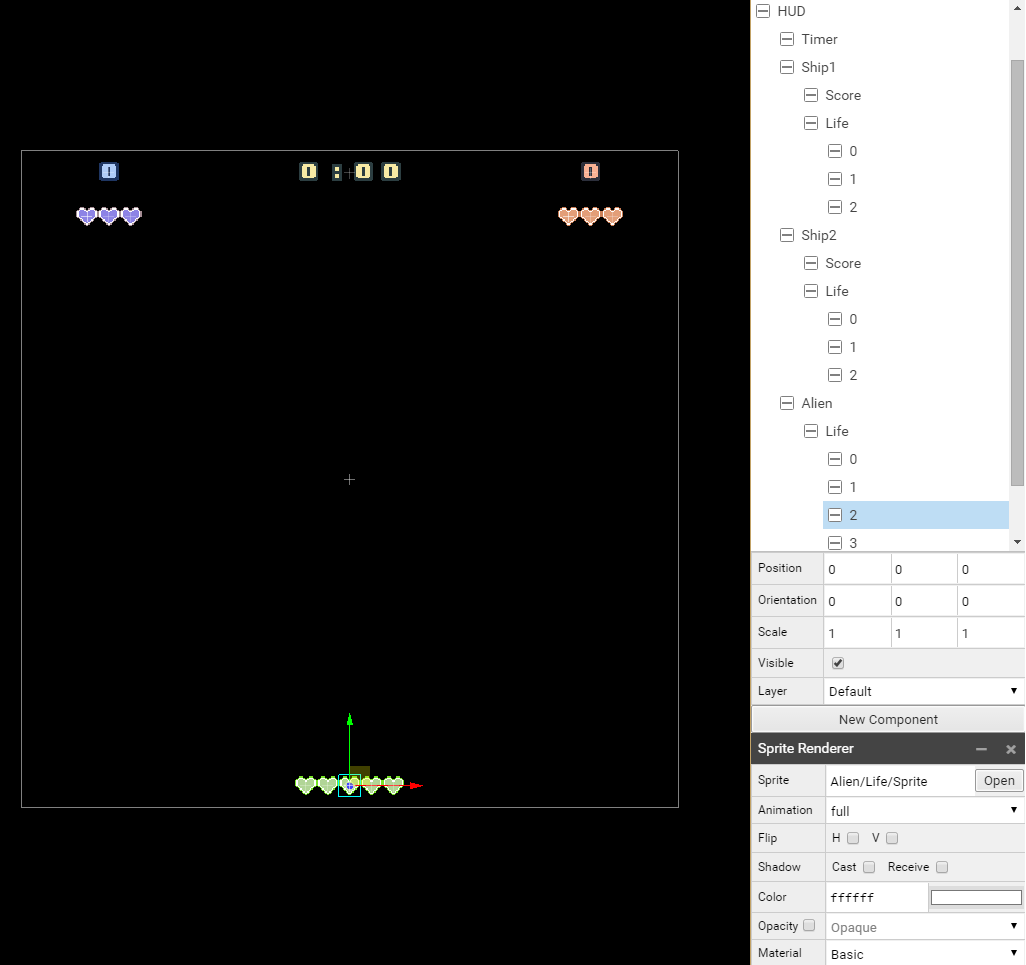 ! 0 : 0 0 !
HUD
Timer
Ship1
Score
Life
0
1
2
Ship2
Score
Life
0
1
2
Alien
Life
0
1
2
3
Position 0 0 0
Orientation 0 0 0
Scale 1 1 1
Visible
Layer Default
New Component
Sprite Renderer
Sprite Alien/Life/Sprite Open
Animation full
Flip H V
Shadow Cast Receive
Color ffffff
Opacity Opaque
Material Basic